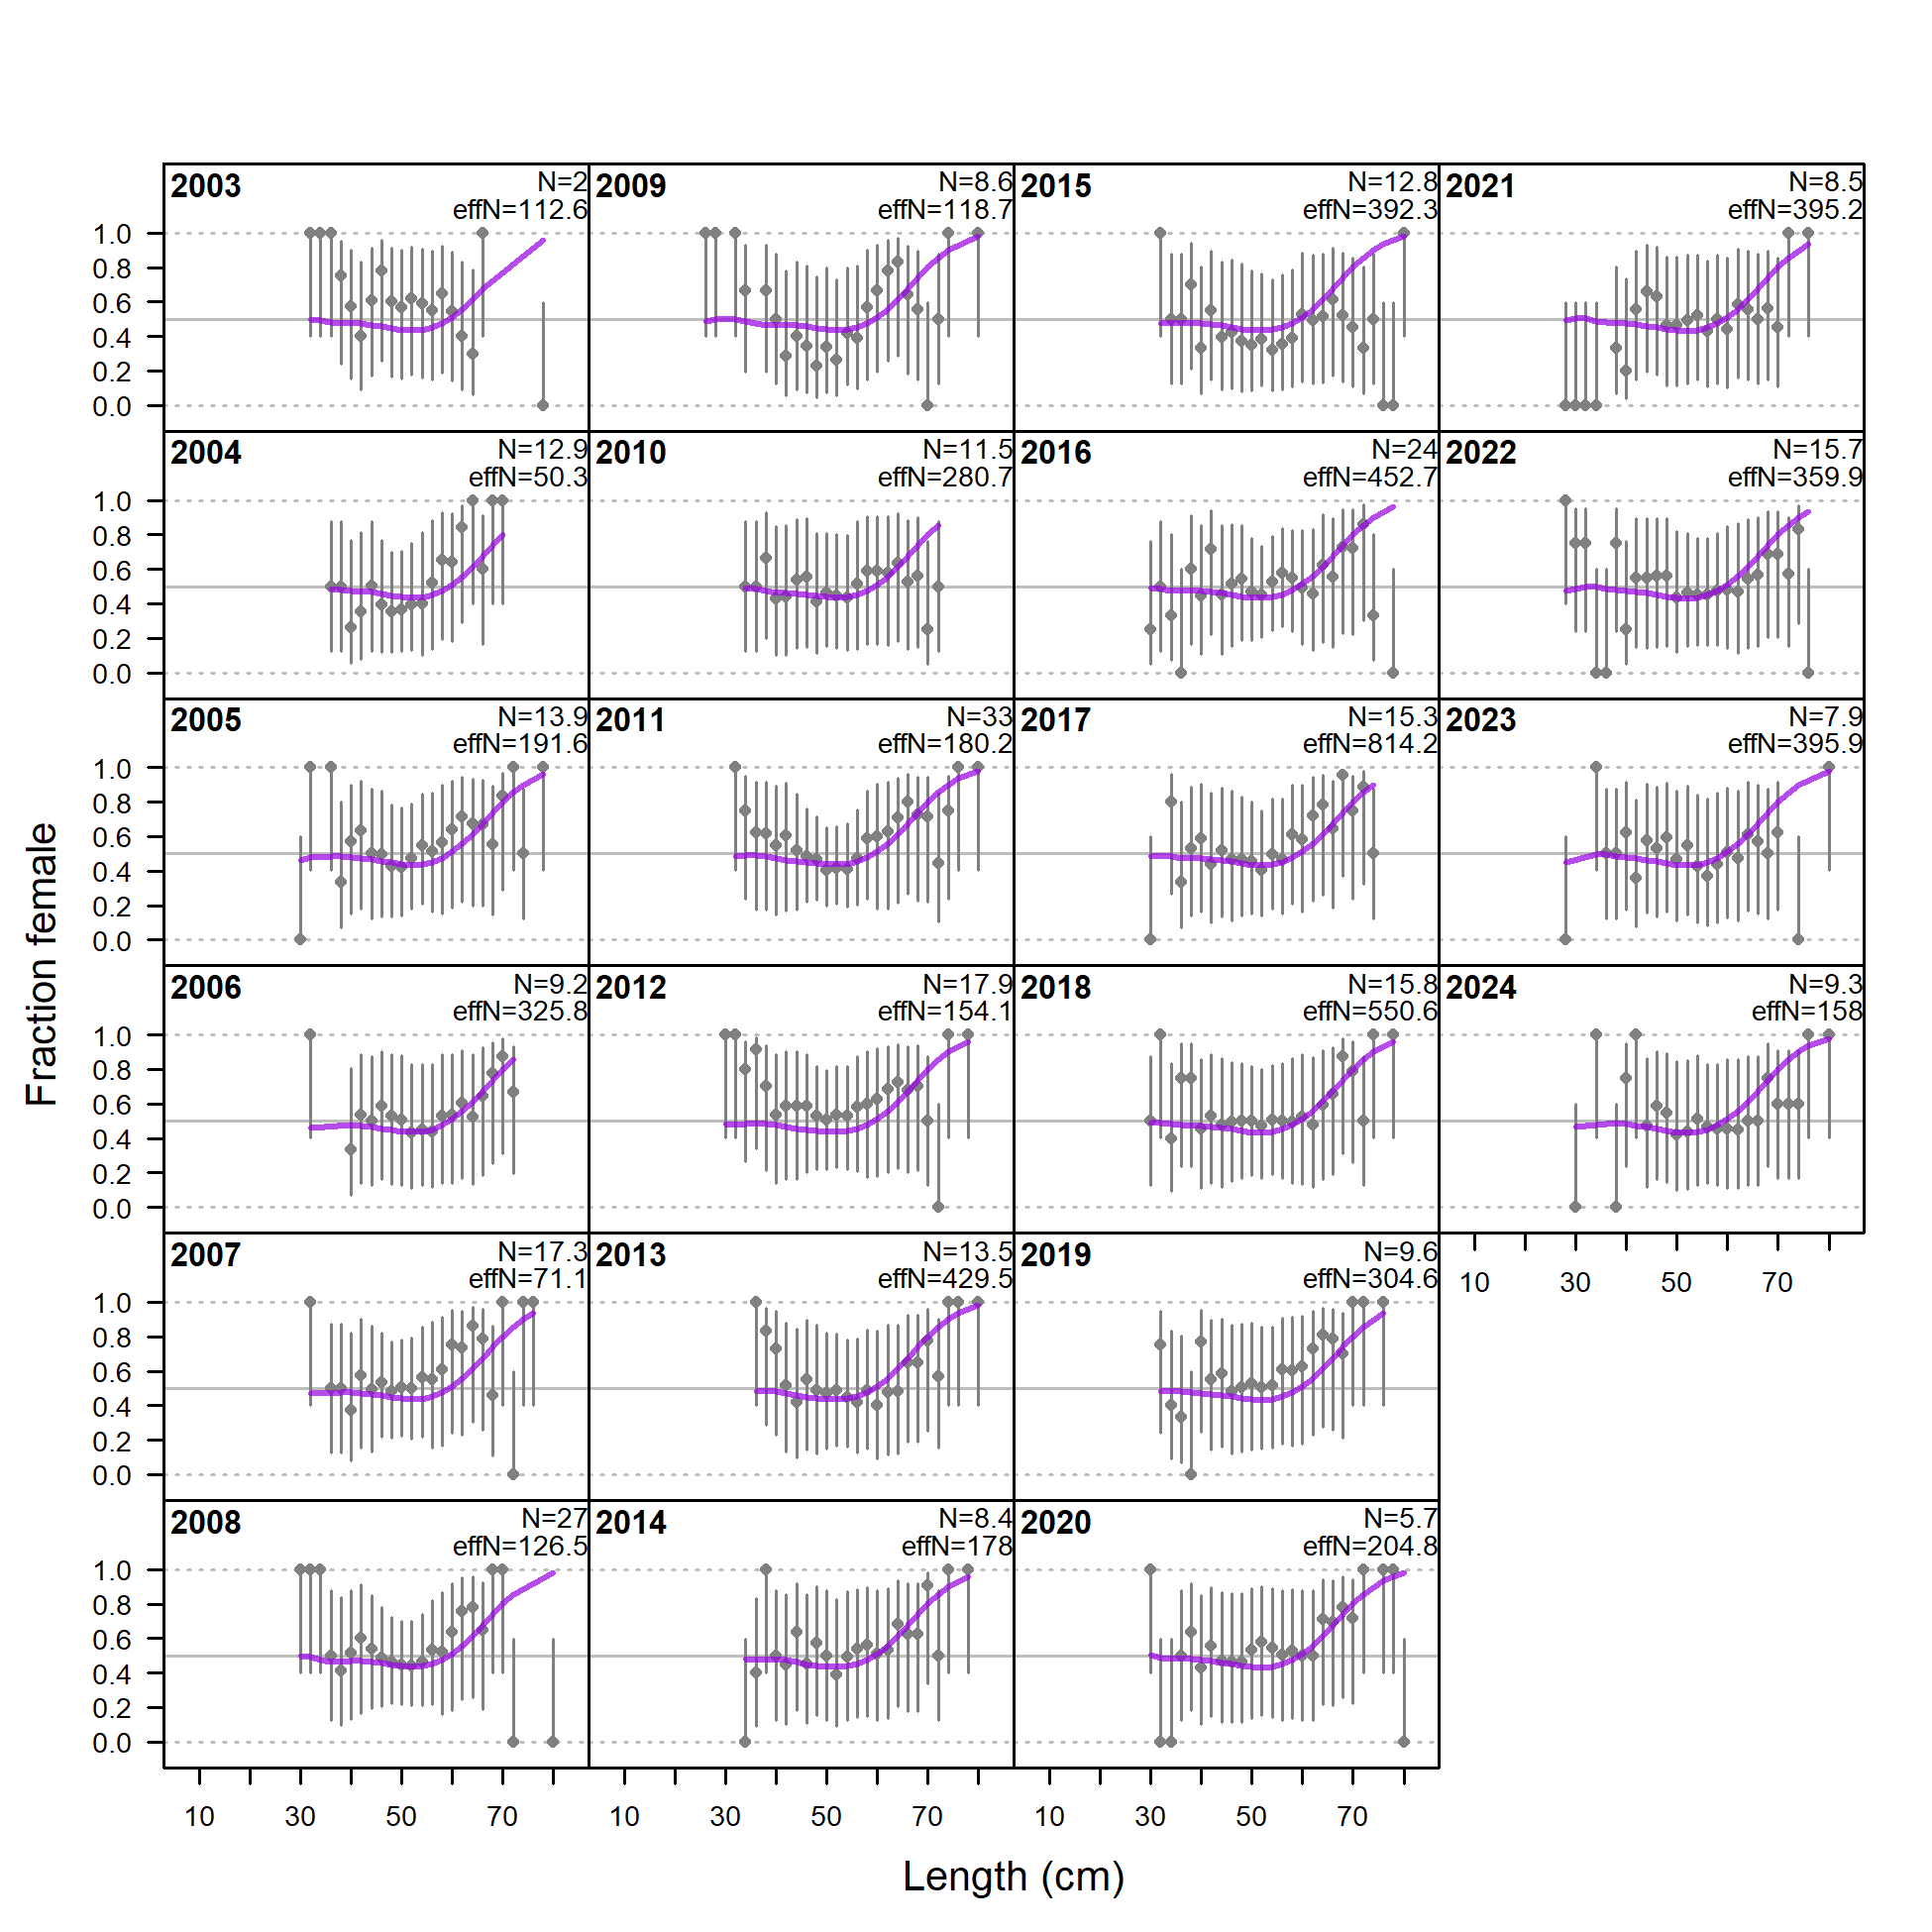 2003 N=2 2009 N=8.6 2015 N=12.8 2021 N=8.5
effN=112.6 effN=118.7 effN=392.3 effN=395.2
1.0
0.8
0.6
0.4
0.2
0.0
2004 N=12.9 2010 N=11.5 2016 N=24 2022 N=15.7
effN=50.3 effN=280.7 effN=452.7 effN=359.9
1.0
0.8
0.6
0.4
0.2
0.0
2005 N=13.9 2011 N=33 2017 N=15.3 2023 N=7.9
effN=191.6 effN=180.2 effN=814.2 effN=395.9
1.0
0.8
0.6
0.4
0.2
0.0
Fraction female
2006 N=9.2 2012 N=17.9 2018 N=15.8 2024 N=9.3
effN=325.8 effN=154.1 effN=550.6 effN=158
1.0
0.8
0.6
0.4
0.2
0.0
2007 N=17.3 2013 N=13.5 2019 N=9.6
effN=71.1 effN=429.5 effN=304.6
10 30 50 70
1.0
0.8
0.6
0.4
0.2
0.0
2008 N=27 2014 N=8.4 2020 N=5.7
effN=126.5 effN=178 effN=204.8
1.0
0.8
0.6
0.4
0.2
0.0
10 30 50 70 10 30 50 70 10 30 50 70
Length (cm)